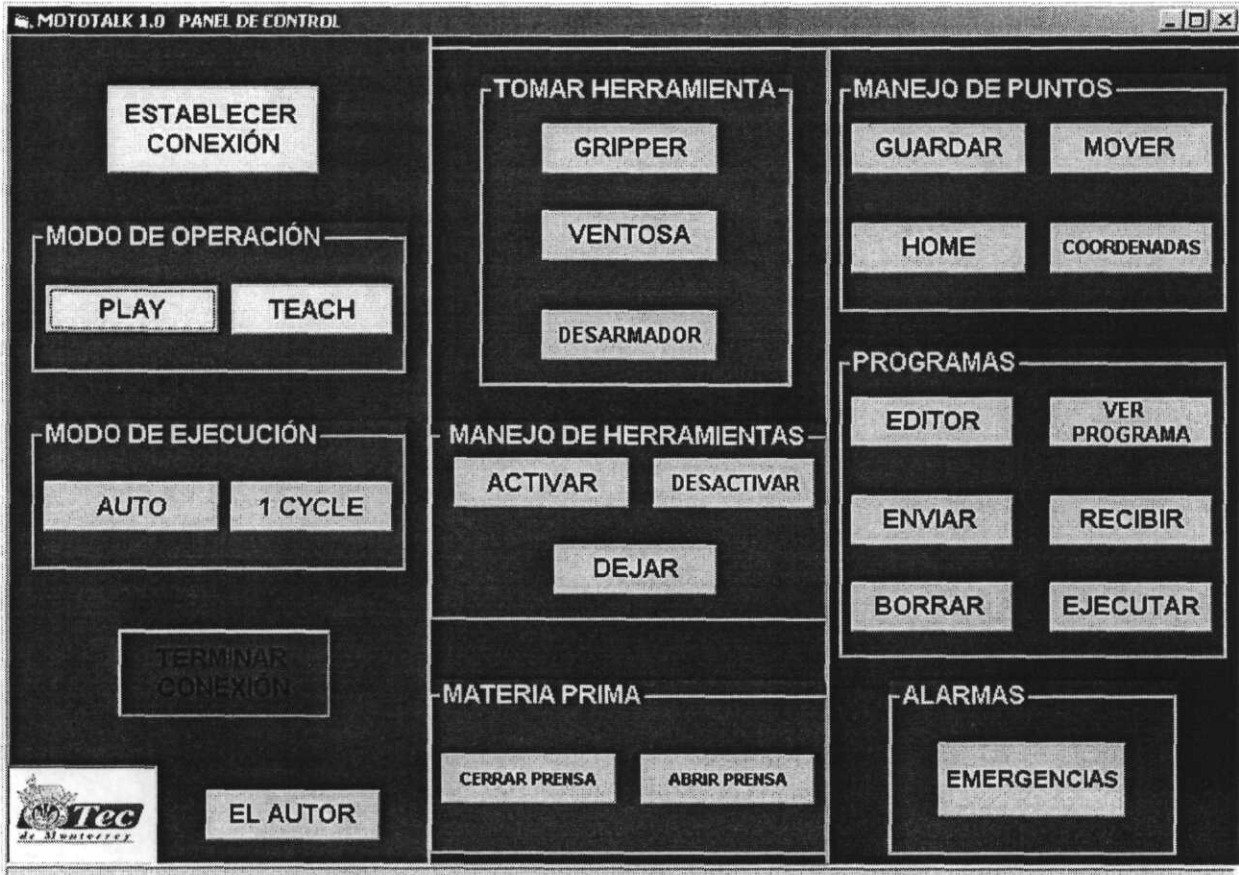 MOTOTALK 1.0 PANEL DE CONTROL
ESTABLECER
CONEXIÓN
MODO DE OPERACIÓN
PLAY TEACH
MODO DE EJECUCIÓN
AUTO 1 CYCLE
TERMINAR
CONEXIÓN
Tec
de Monterrey
EL AUTOR
TOMAR HERRAMIENTA
GRIPPER
VENTOSA
DESARMADOR
MANEJO DE HERRAMIENTAS
ACTIVAR DESACTIVAR
DEJAR
MATERIA PRIMA
CERRAR PRENSA ABRIR PRENSA
MANEJO DE PUNTOS
GUARDAR MOVER
HOME COORDENADAS
PROGRAMAS
EDITOR VER
PROGRAMA
ENVIAR RECIBIR
BORRAR EJECUTAR
ALARMAS
EMERGENCIAS